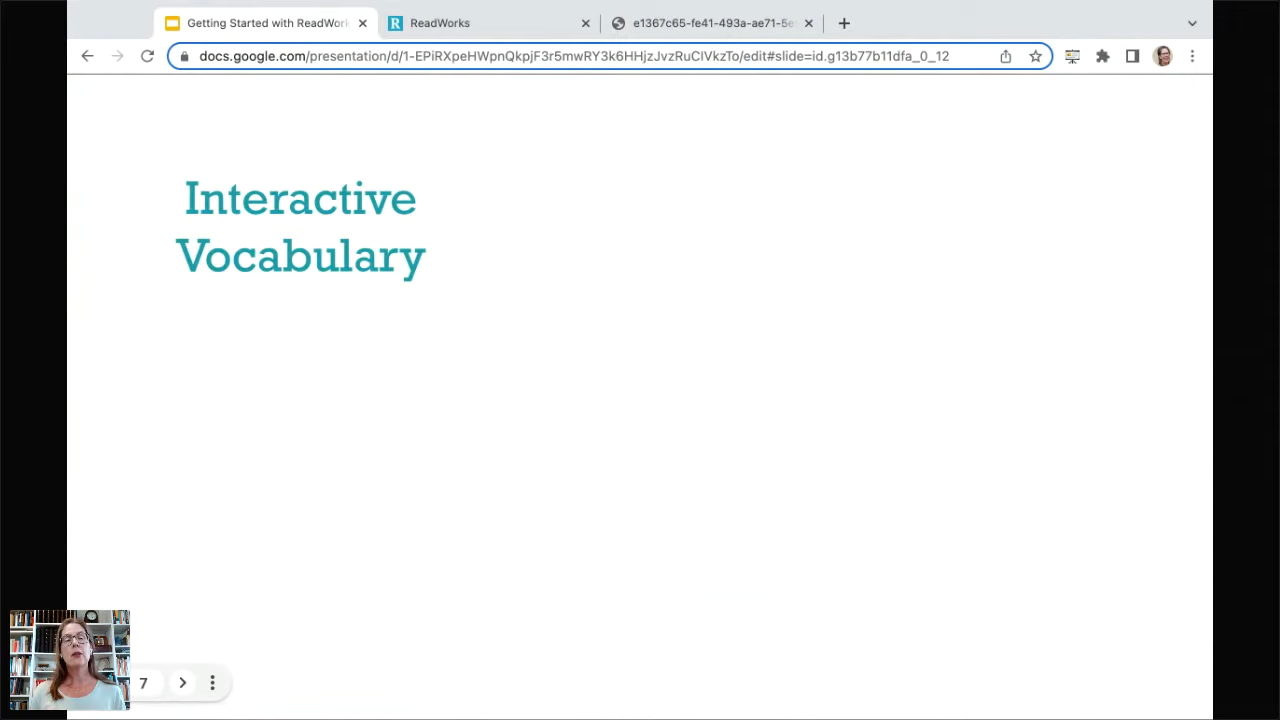 Getting Started with ReadWork
ReadWorks
e1367c65-fe41-493a-ae71-5e
docs.google.com/presentation/d/1-EPiRXpeHWpnQkpjF3r5mwRY3k6HHjzJvzRuClVkzTo/edit#slide=id.g13b77b11dfa_0_12
Interactive
Vocabulary
7